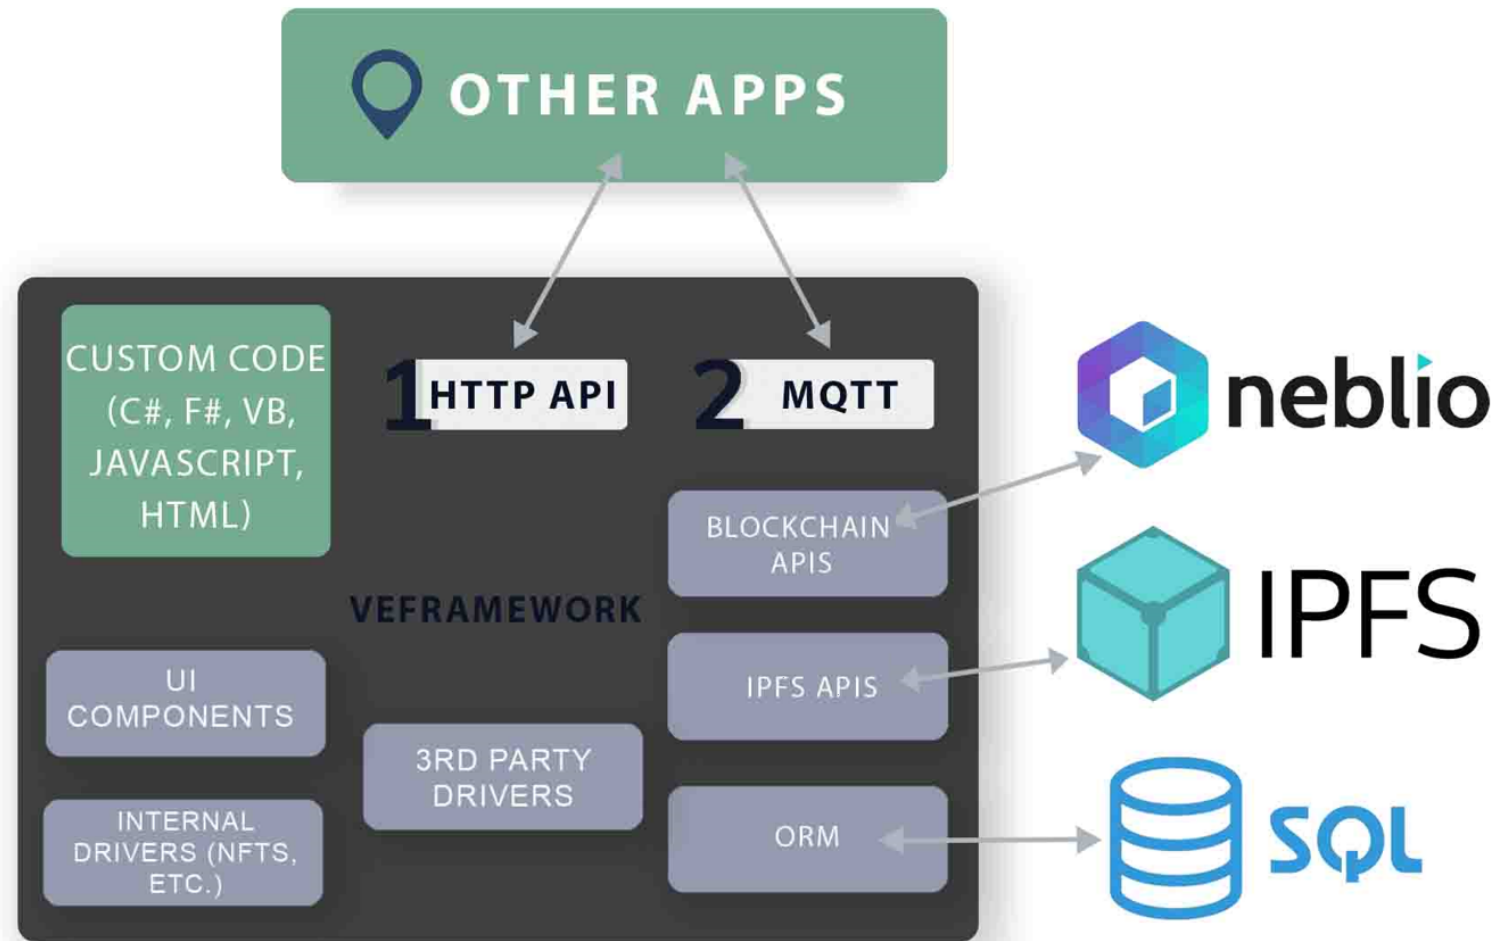 OTHER APPS
CUSTOM CODE
(C#, F#, VB,
JAVASCRIPT,
HTML)
1 HTTP API
2 MQTT
neblio
BLOCKCHAIN
APIS
IPFS
VEFRAMEWORK
UI
COMPONENTS
IPFS APIS
3RD PARTY
DRIVERS
INTERNAL
DRIVERS (NFTS,
ETC.)
ORM
SQL